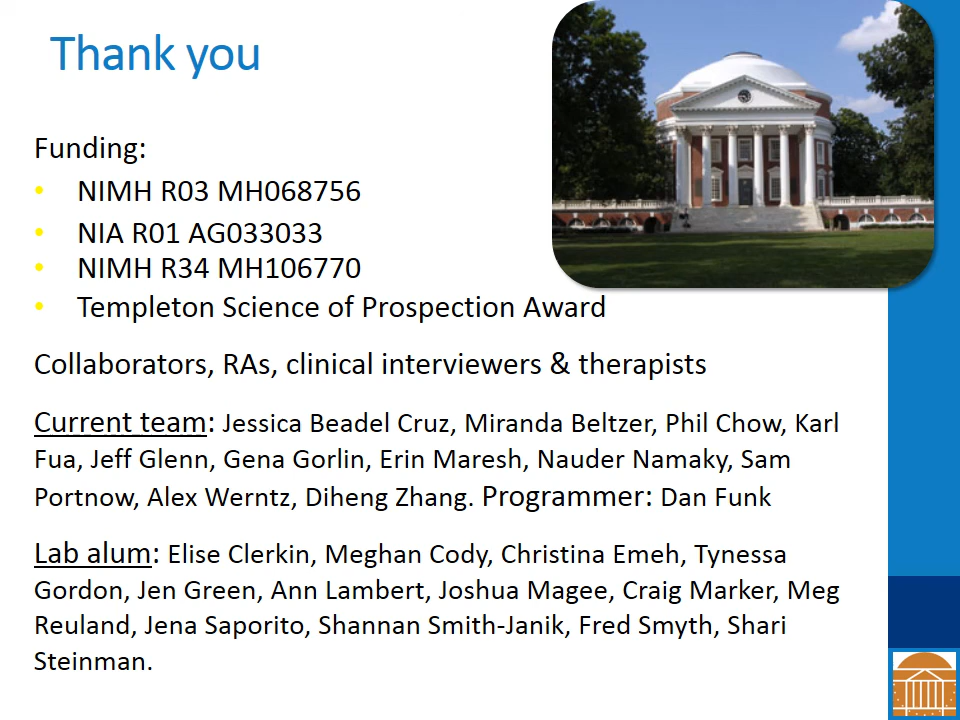 Thank you
Funding:
• NIMH R03 MH068756
• NIA R01 AG033033
• NIMH R34 MH106770
• Templeton Science of Prospection Award
Collaborators, RAs, clinical interviewers & therapists
Current team: Jessica Beadel Cruz, Miranda Beltzer, Phil Chow, Karl
Fua, Jeff Glenn, Gena Gorlin, Erin Maresh, Nauder Namaky, Sam
Portnow, Alex Werntz, Diheng Zhang. Programmer: Dan Funk
Lab alum: Elise Clerkin, Meghan Cody, Christina Emeh, Tynessa
Gordon, Jen Green, Ann Lambert, Joshua Magee, Craig Marker, Meg
Reuland, Jena Saporito, Shannan Smith-Janik, Fred Smyth, Shari
Steinman.